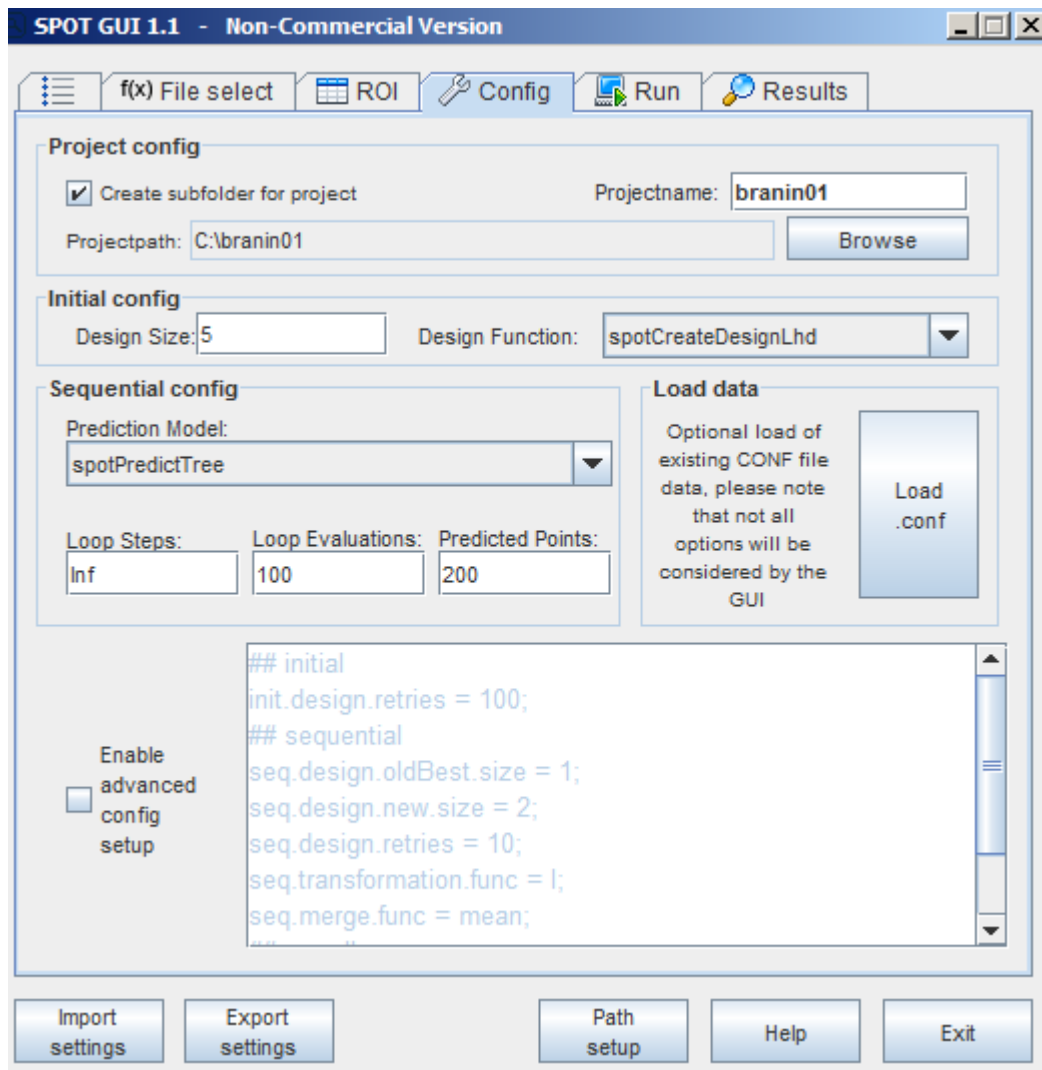 SPOT GUI 1.1 - Non-Commercial Version
f(x) File select ROI Config Run Results
Project config
Create subfolder for project Projectname: branin01
Projectpath: C:\branin01 Browse
Initial config
Design Size: 5 Design Function: spotCreateDesignLhd
Sequential config
Prediction Model:
spotPredictTree
Loop Steps: Loop Evaluations: Predicted Points:
Inf 100 200
Load data
Optional load of
existing CONF file
data, please note
that not all
options will be
considered by the
GUI
Load
.conf
Enable
advanced
config
setup
## initial
init.design.retries = 100;
## sequential
seq.design.oldBest.size = 1;
seq.design.new.size = 2;
seq.design.retries = 10;
seq.transformation.func = I;
seq.merge.func = mean;
Import
settings
Export
settings
Path
setup
Help
Exit